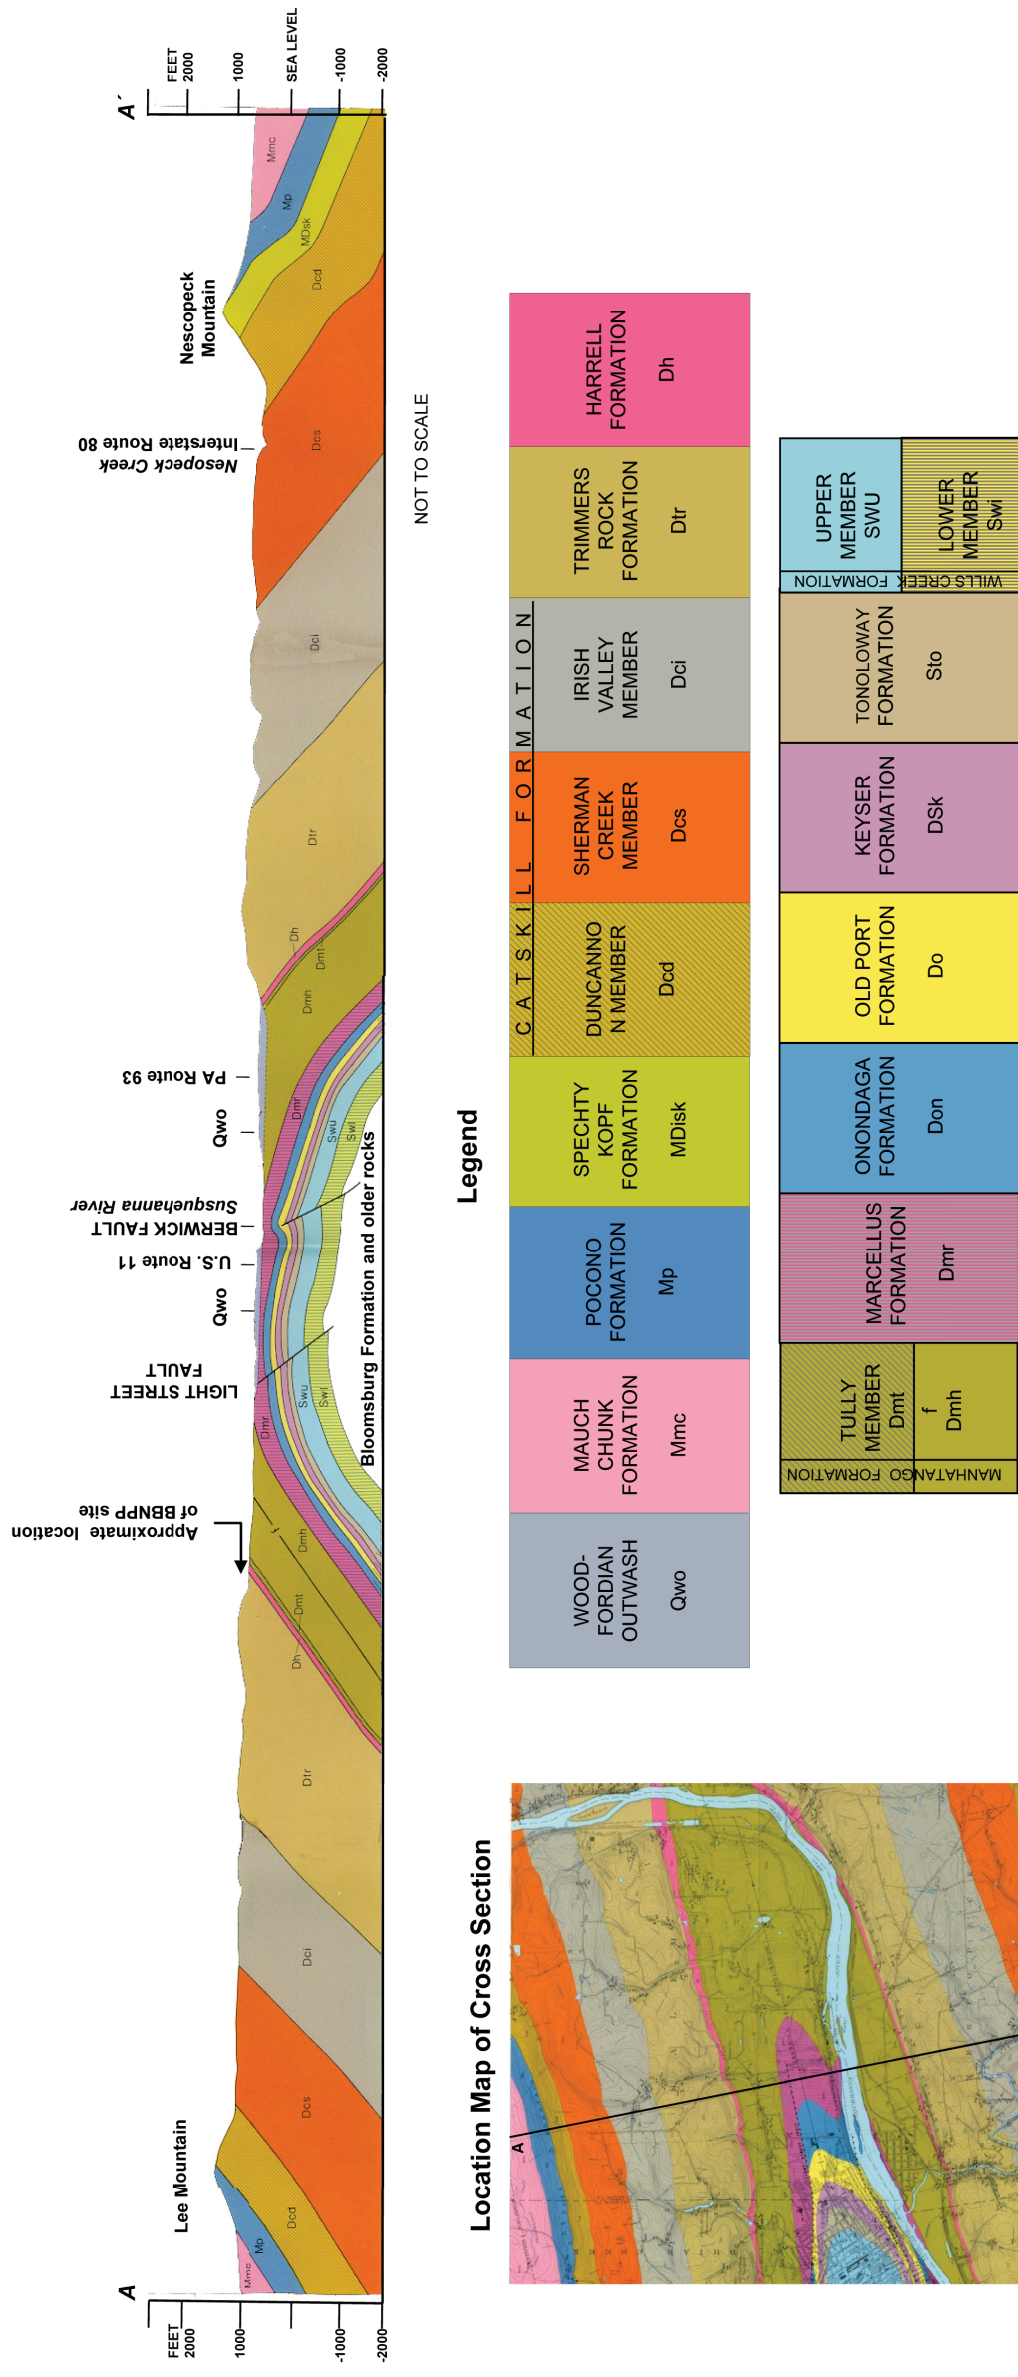 A
A´
FEET
2000
1000
-1000
-2000
FEET
2000
1000
SEA LEVEL
-1000
-2000
Lee Mountain
Approximate location
of BBNPP site
LIGHT STREET
FAULT
Qwo
U.S. Route 11
BERWICK FAULT
Susquehanna River
Qwo
PA Route 93
Nesopeck Creek
Interstate Route 80
Nescopeck
Mountain
Mmc
Mp
Dcd
Dcs
Dci
Dtr
Dh
Dmt
f
Dmh
Dmr
Swu
Swl
Bloomsburg Formation and older rocks
Dmr
Swu
Swl
Dmh
Dmt
Dh
Dtr
Dci
Dcs
Dcd
MDsk
Mp
Mmc
NOT TO SCALE
Legend
CATSKILL FORMATION
WOOD-
FORDIAN
OUTWASH
Qwo
MAUCH
CHUNK
FORMATION
Mmc
POCONO
FORMATION
Mp
SPECHTY
KOPF
FORMATION
MDisk
DUNCANNO
N MEMBER
Dcd
SHERMAN
CREEK
MEMBER
Dcs
IRISH
VALLEY
MEMBER
Dci
TRIMMERS
ROCK
FORMATION
Dtr
HARRELL
FORMATION
Dh
MANHATANGO FORMATION
TULLY
MEMBER
Dmt
f
Dmh
MARCELLUS
FORMATION
Dmr
ONONDAGA
FORMATION
Don
OLD PORT
FORMATION
Do
KEYSER
FORMATION
DSk
TONOLOWAY
FORMATION
Sto
WILLS CREEK FORMATION
UPPER
MEMBER
SWU
LOWER
MEMBER
Swi
Location Map of Cross Section
A